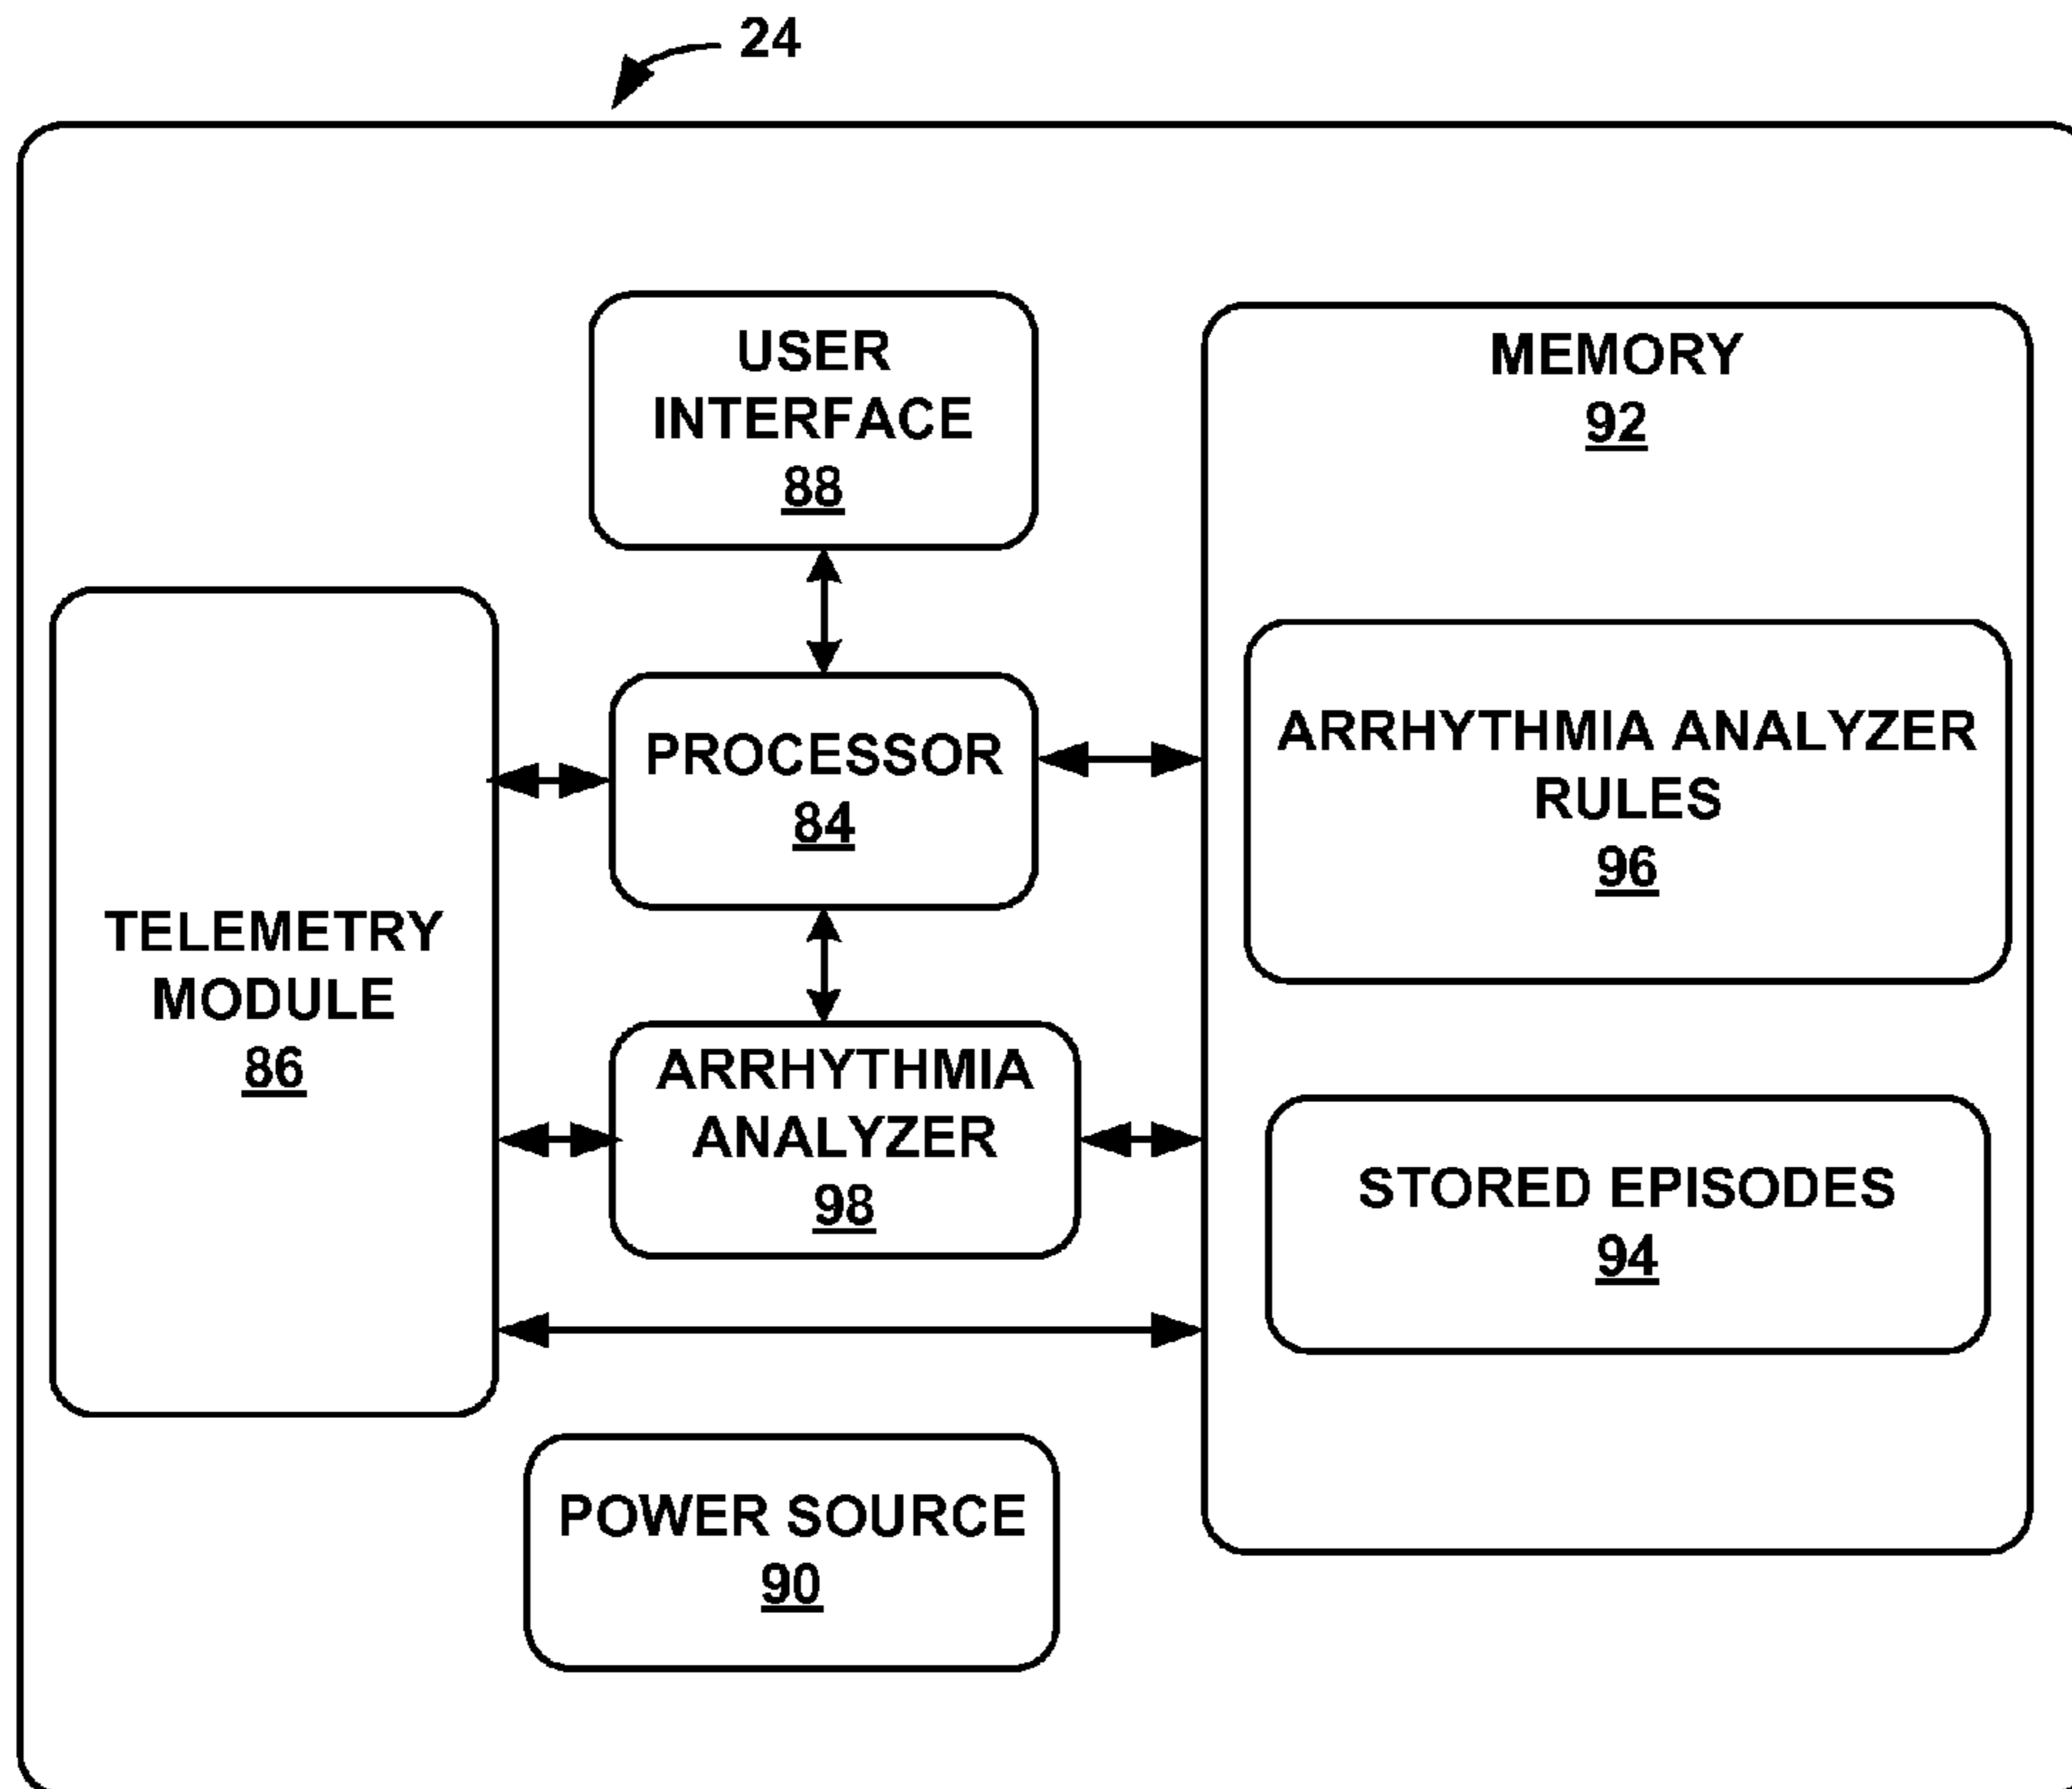 24
USER
INTERFACE
88
MEMORY
92
PROCESSOR
84
ARRHYTHMIA ANALYZER
RULES
96
TELEMETRY
MODULE
86
ARRHYTHMIA
ANALYZER
98
STORED EPISODES
94
POWER SOURCE
90